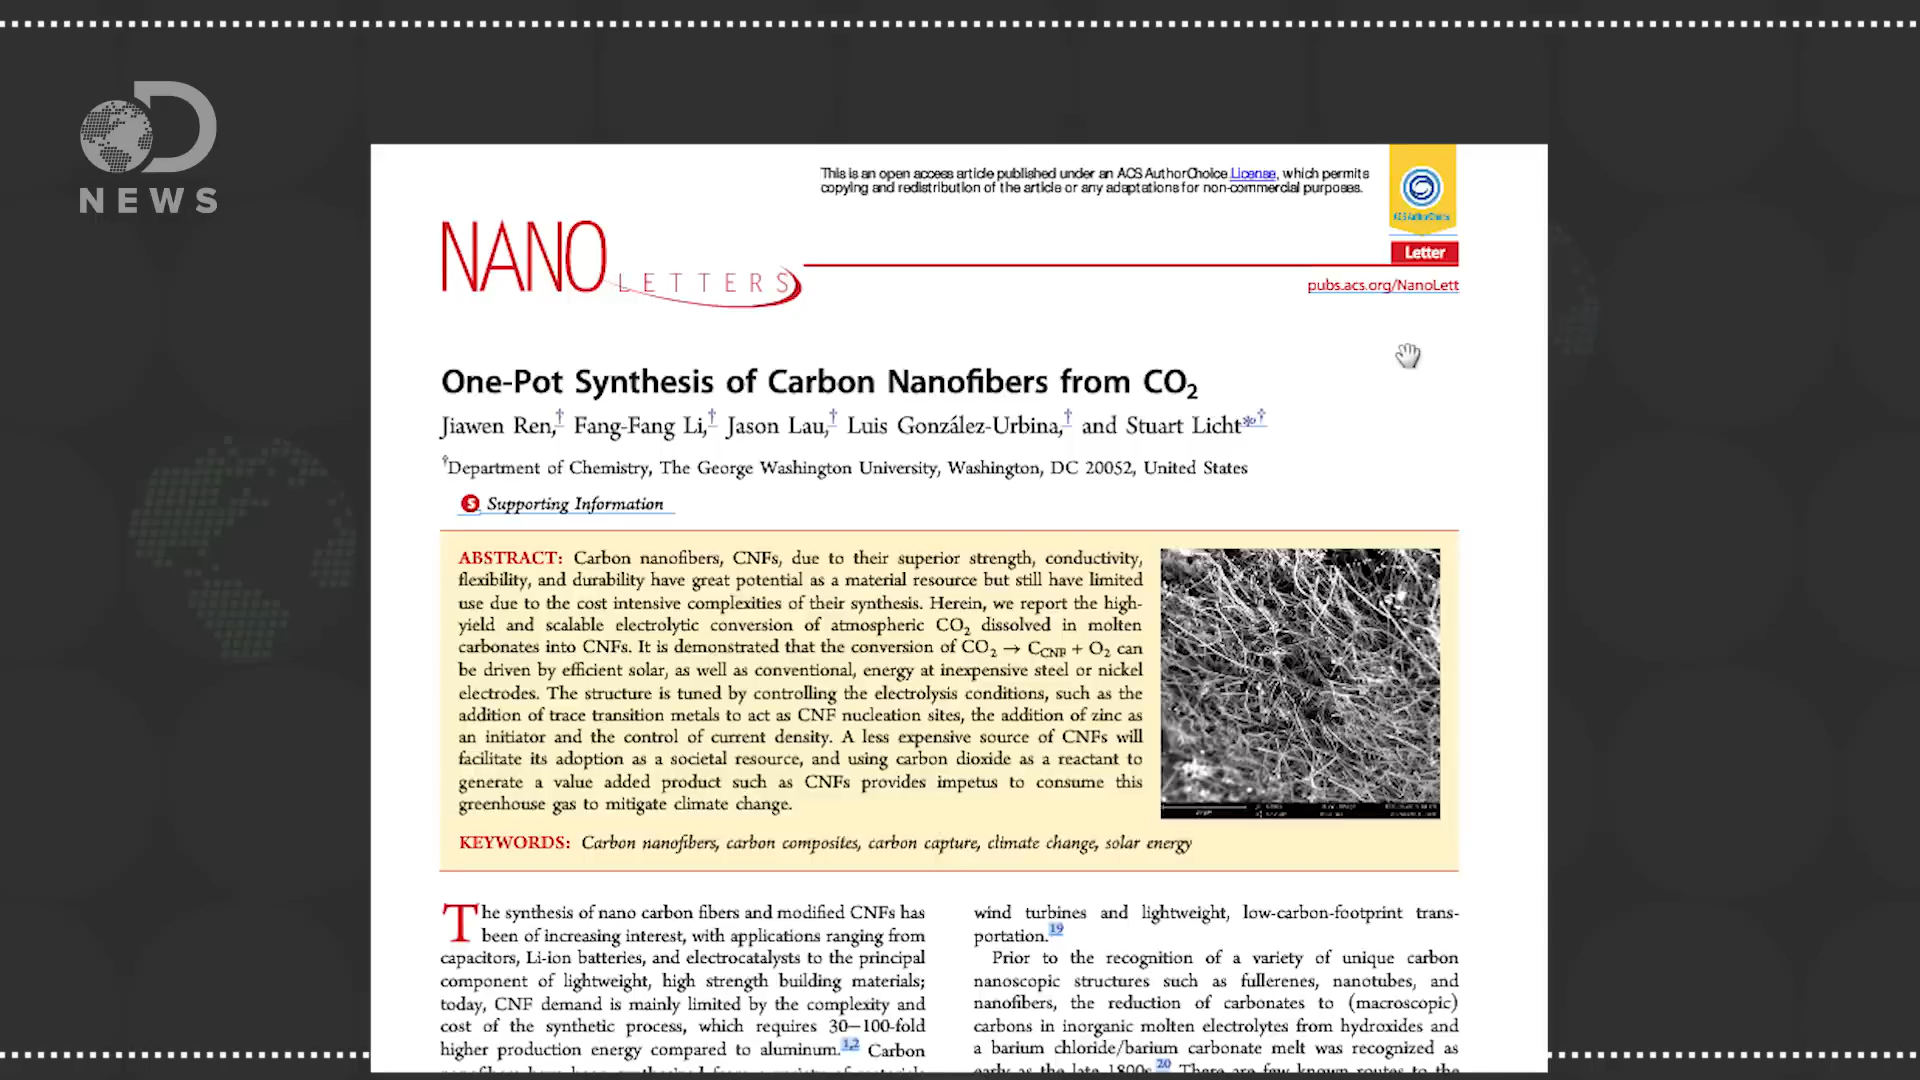 NEWS
This is an open access article published under an ACS AuthorChoice License, which permits
copying and redistribution of the article or any adaptations for non-commercial purposes.
ACS AuthorChoice
Letter
NANO LETTERS
pubs.acs.org/NanoLett
One-Pot Synthesis of Carbon Nanofibers from CO₂
Jiawen Ren,† Fang-Fang Li,† Jason Lau,† Luis González-Urbina,† and Stuart Licht*,†
†Department of Chemistry, The George Washington University, Washington, DC 20052, United States
S Supporting Information
ABSTRACT: Carbon nanofibers, CNFs, due to their superior strength, conductivity,
flexibility, and durability have great potential as a material resource but still have limited
use due to the cost intensive complexities of their synthesis. Herein, we report the high-
yield and scalable electrolytic conversion of atmospheric CO₂ dissolved in molten
carbonates into CNFs. It is demonstrated that the conversion of CO₂ → C_CNF + O₂ can
be driven by efficient solar, as well as conventional, energy at inexpensive steel or nickel
electrodes. The structure is tuned by controlling the electrolysis conditions, such as the
addition of trace transition metals to act as CNF nucleation sites, the addition of zinc as
an initiator and the control of current density. A less expensive source of CNFs will
facilitate its adoption as a societal resource, and using carbon dioxide as a reactant to
generate a value added product such as CNFs provides impetus to consume this
greenhouse gas to mitigate climate change.
KEYWORDS: Carbon nanofibers, carbon composites, carbon capture, climate change, solar energy
The synthesis of nano carbon fibers and modified CNFs has
been of increasing interest, with applications ranging from
capacitors, Li-ion batteries, and electrocatalysts to the principal
component of lightweight, high strength building materials;
today, CNF demand is mainly limited by the complexity and
cost of the synthetic process, which requires 30−100-fold
higher production energy compared to aluminum.1,2 Carbon
wind turbines and lightweight, low-carbon-footprint trans-
portation.19
Prior to the recognition of a variety of unique carbon
nanoscopic structures such as fullerenes, nanotubes, and
nanofibers, the reduction of carbonates to (macroscopic)
carbons in inorganic molten electrolytes from hydroxides and
a barium chloride/barium carbonate melt was recognized as
early as the late 1800s.20 There are few known routes to the